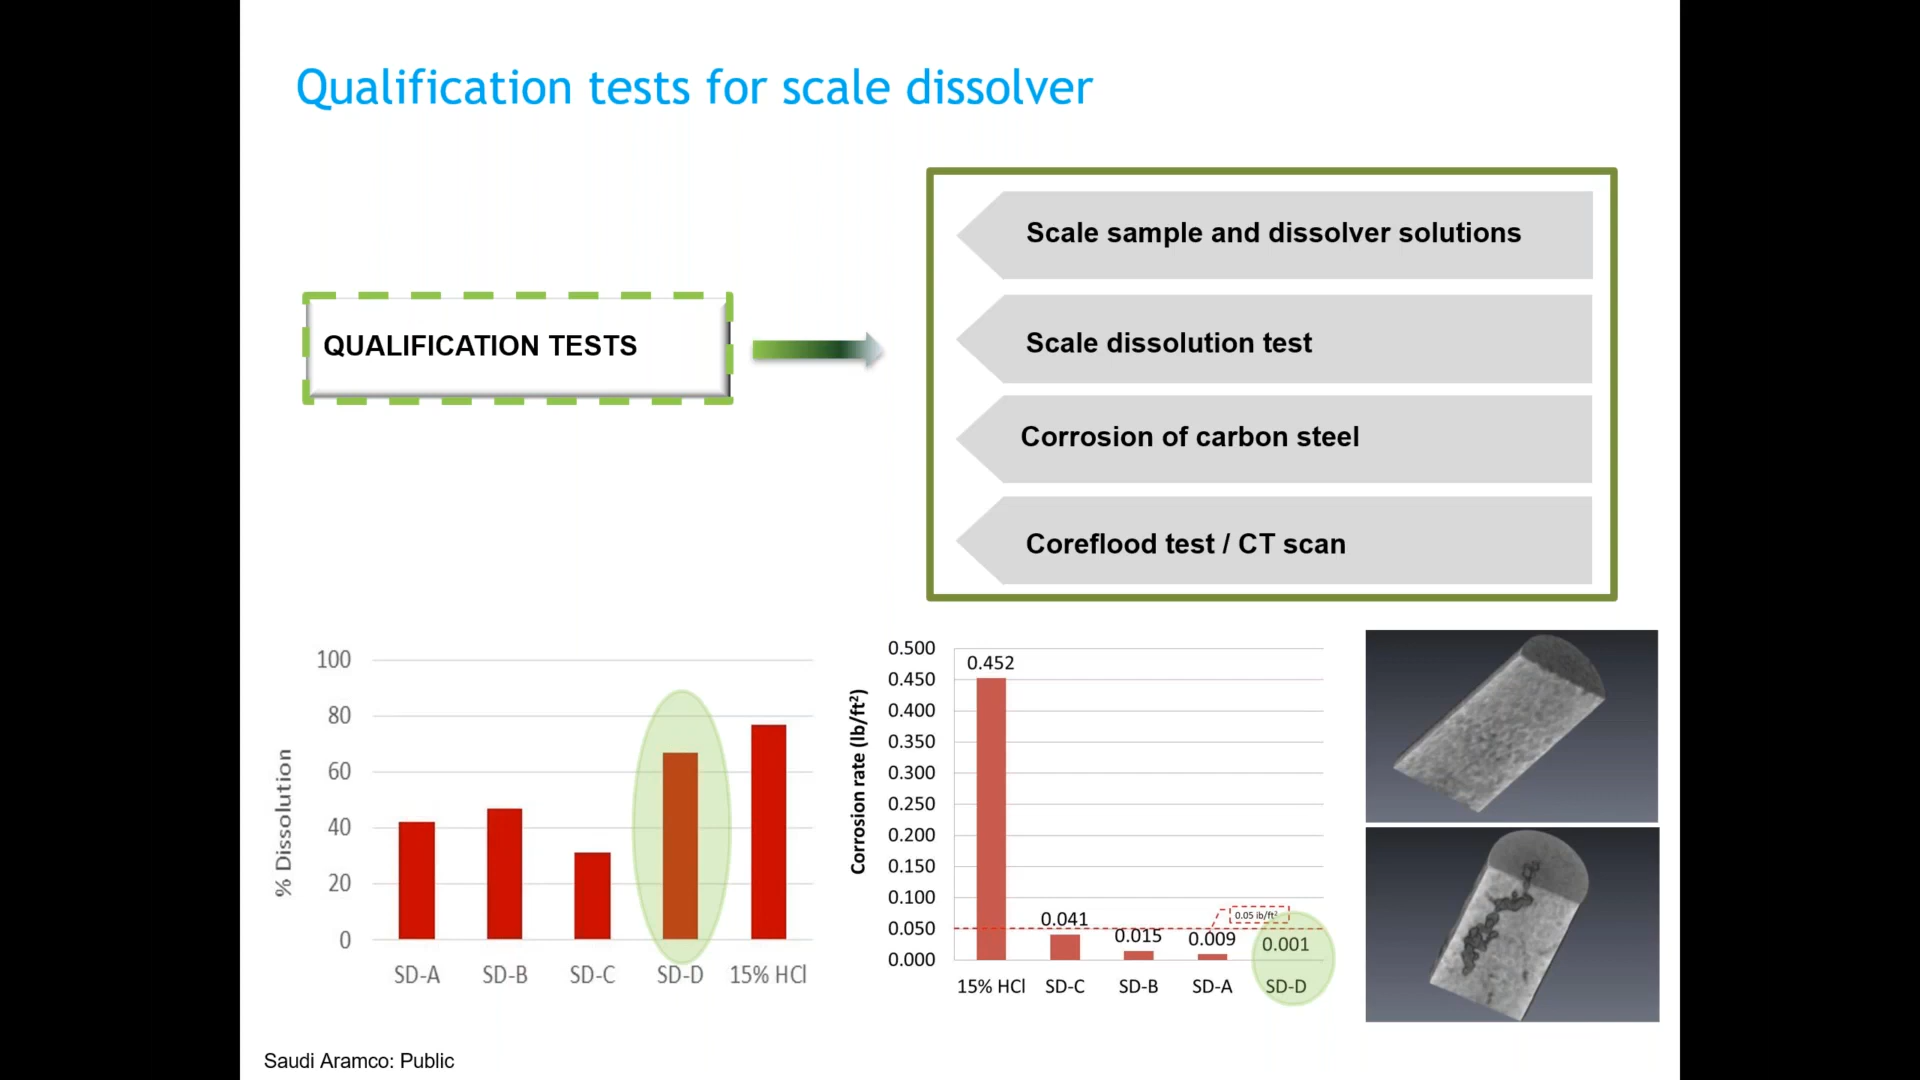 Qualification tests for scale dissolver
QUALIFICATION TESTS
Scale sample and dissolver solutions
Scale dissolution test
Corrosion of carbon steel
Coreflood test / CT scan
% Dissolution
100
80
60
40
20
0
SD-A SD-B SD-C SD-D 15% HCl
Corrosion rate (lb/ft²)
0.500
0.450
0.400
0.350
0.300
0.250
0.200
0.150
0.100
0.050
0.000
0.452
0.041
0.015
0.009
0.001
0.05 ib/ft²
15% HCl SD-C SD-B SD-A SD-D
Saudi Aramco: Public